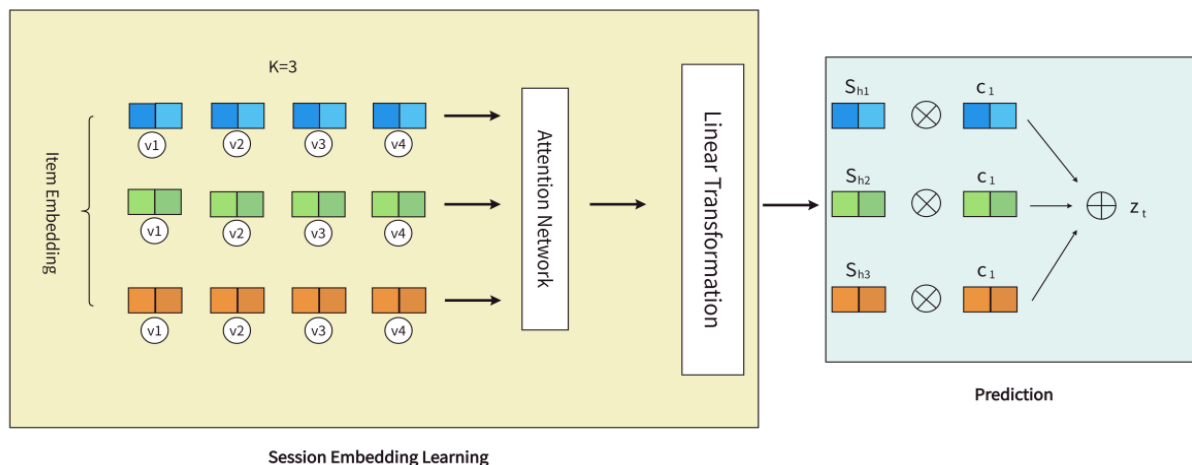 K=3
Item Embedding
v1 v2 v3 v4
v1 v2 v3 v4
v1 v2 v3 v4
Attention Network
Linear Transformation
Session Embedding Learning
Sh1 c1
Sh2 c1
Sh3 c1
zt
Prediction